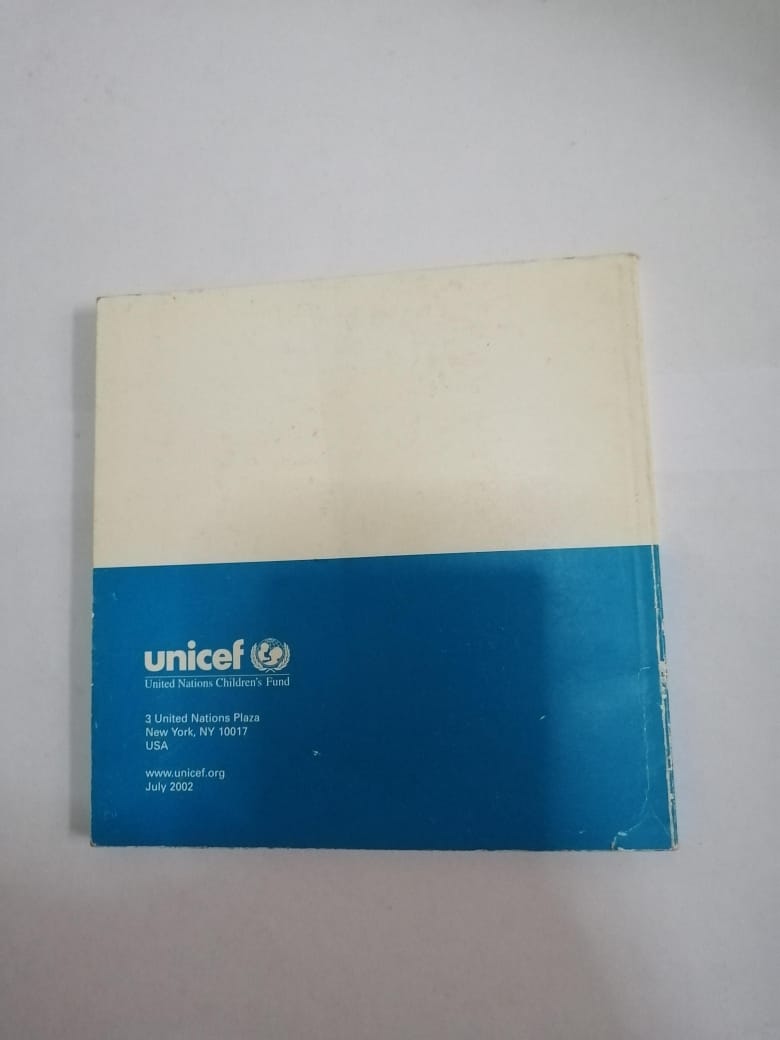 unicef
United Nations Children's Fund
3 United Nations Plaza
New York, NY 10017
USA
www.unicef.org
July 2002